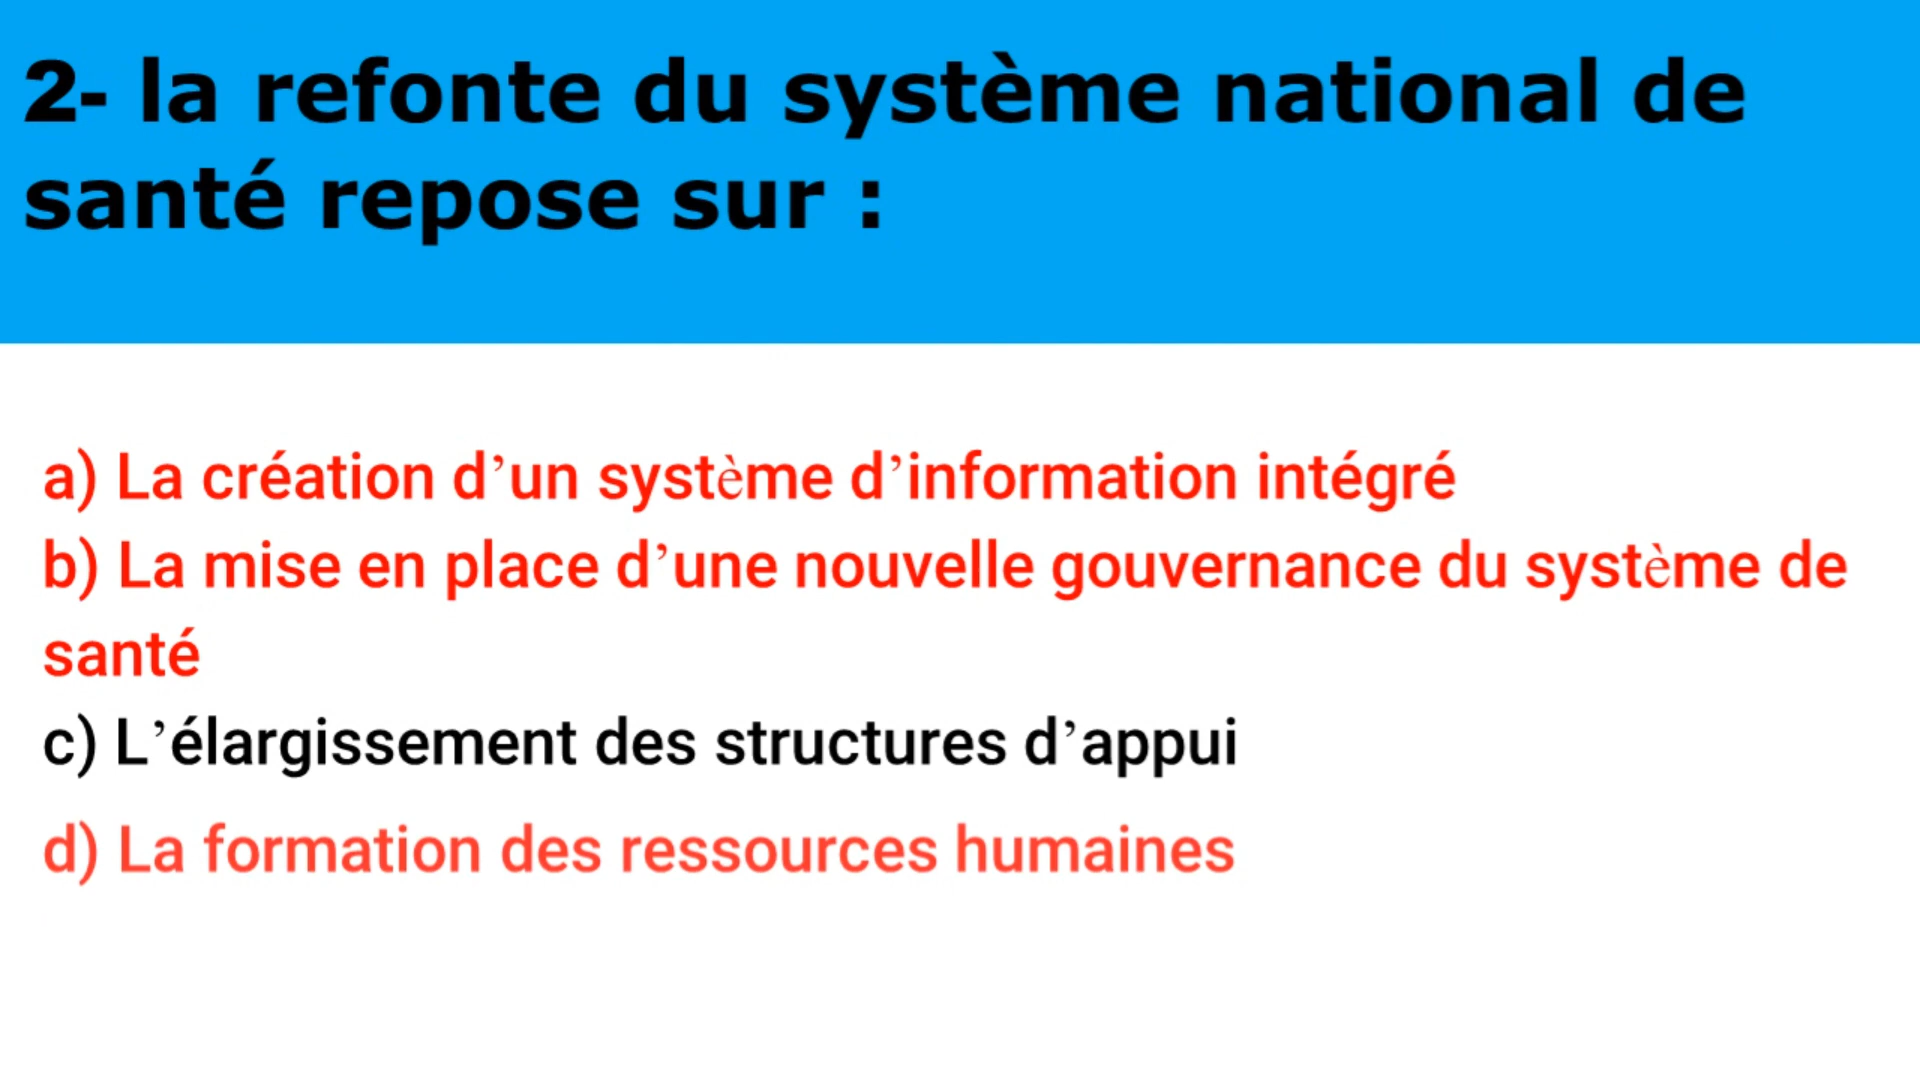 2- la refonte du système national de
santé repose sur :
a) La création d’un système d’information intégré
b) La mise en place d’une nouvelle gouvernance du système de
santé
c) L’élargissement des structures d’appui
d) La formation des ressources humaines